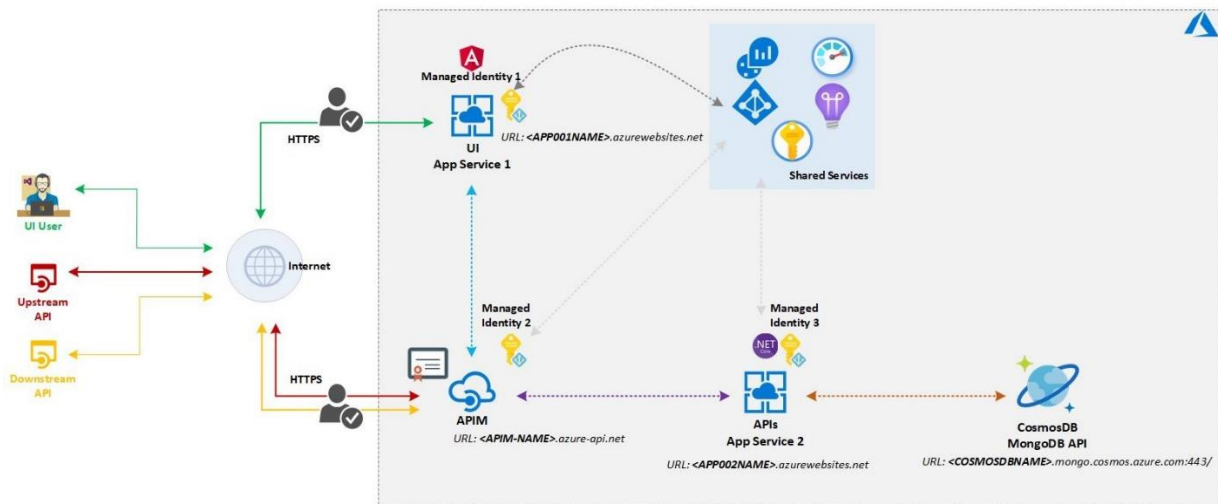 Managed Identity 1
HTTPS
URL: <APP001NAME>.azurewebsites.net
UI
App Service 1
Shared Services
UI User
Internet
Upstream
API
Managed
Identity 2
Managed
Identity 3
.NET
Core
Downstream
API
HTTPS
APIM
URL: <APIM-NAME>.azure-api.net
APIs
App Service 2
URL: <APP002NAME>.azurewebsites.net
CosmosDB
MongoDB API
URL: <COSMOSDBNAME>.mongo.cosmos.azure.com:443/